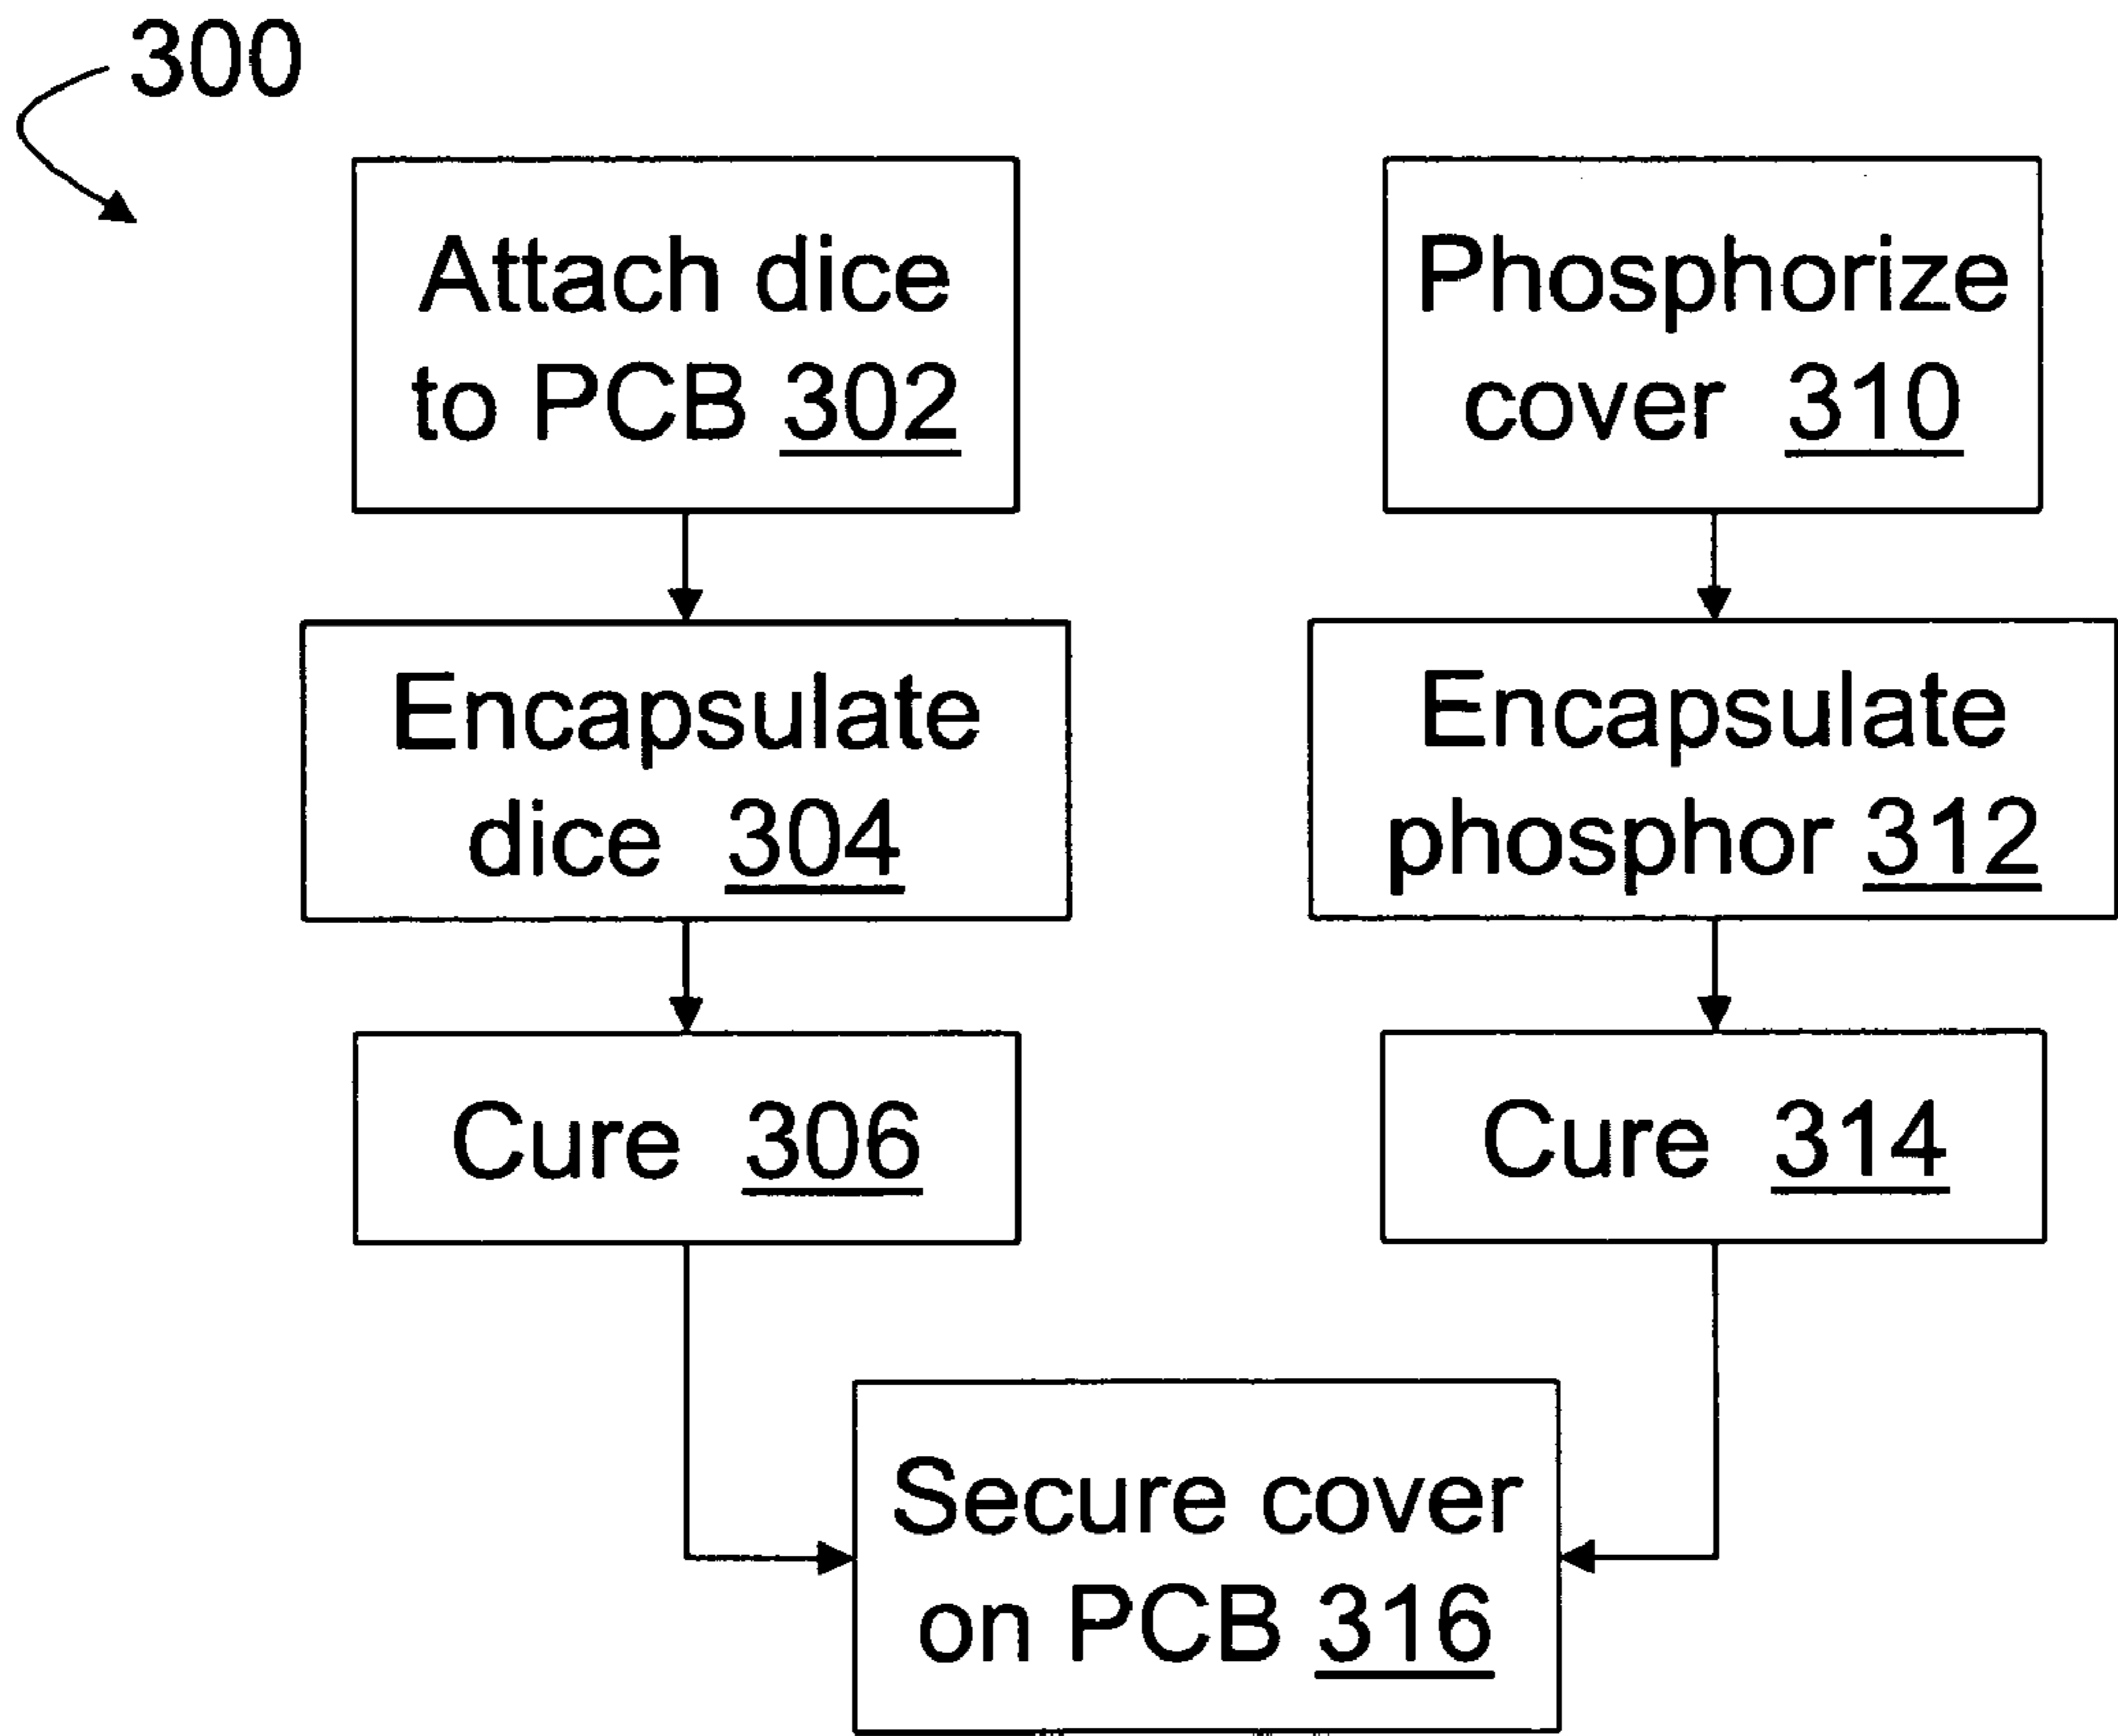 300
Attach dice
to PCB 302
Encapsulate
dice 304
Cure 306
Phosphorize
cover 310
Encapsulate
phosphor 312
Cure 314
Secure cover
on PCB 316